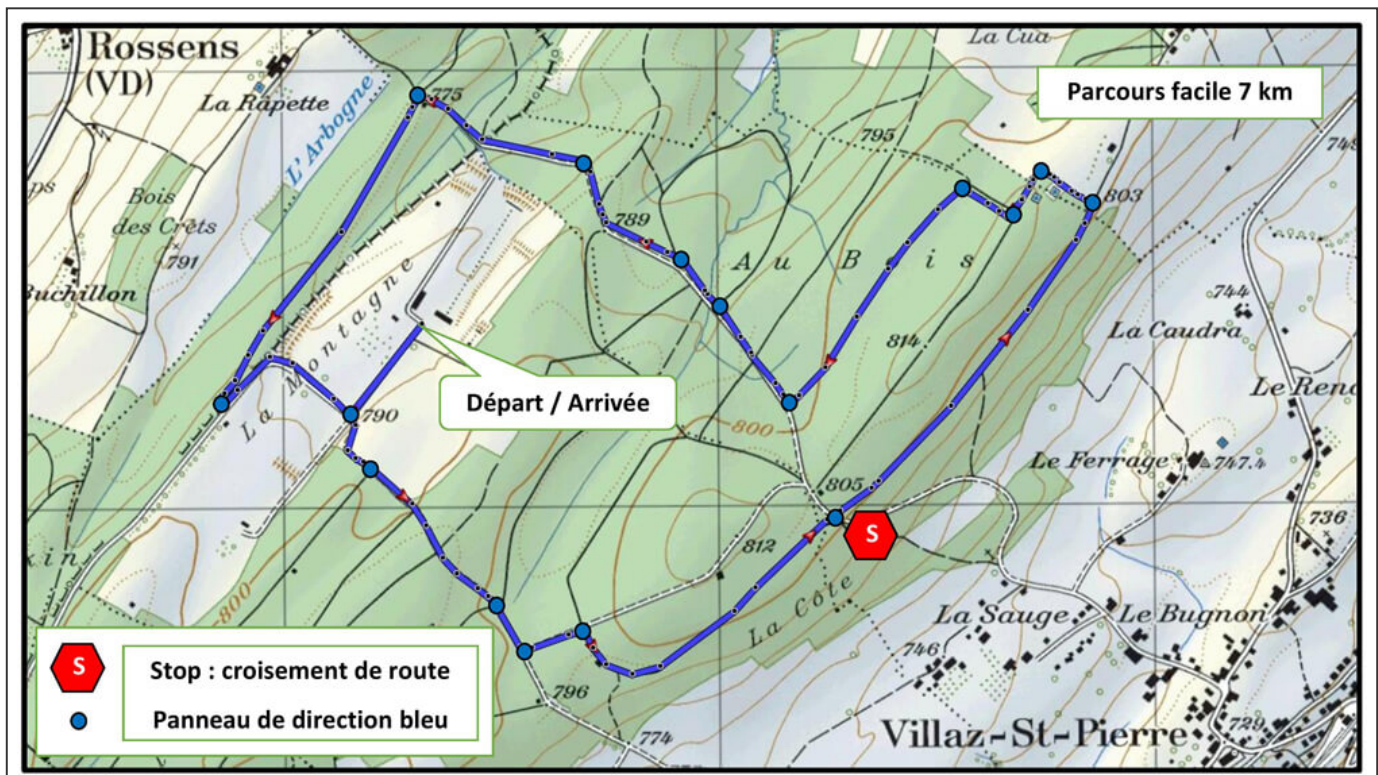 Rossens
(VD)
La Rapette
L'Arbogne
775
La Cua
Parcours facile 7 km
795
803
Bois
des Crêts
791
789
Au Bois
744
La Caudra
Buchillon
La Montagne
814
Départ / Arrivée
790
800
Le Ferrage
747.4
805
S
736
812
800
La Côte
La Sauge
Le Bugnon
746
S
Stop : croisement de route
Panneau de direction bleu
796
774
Villaz-St-Pierre
729